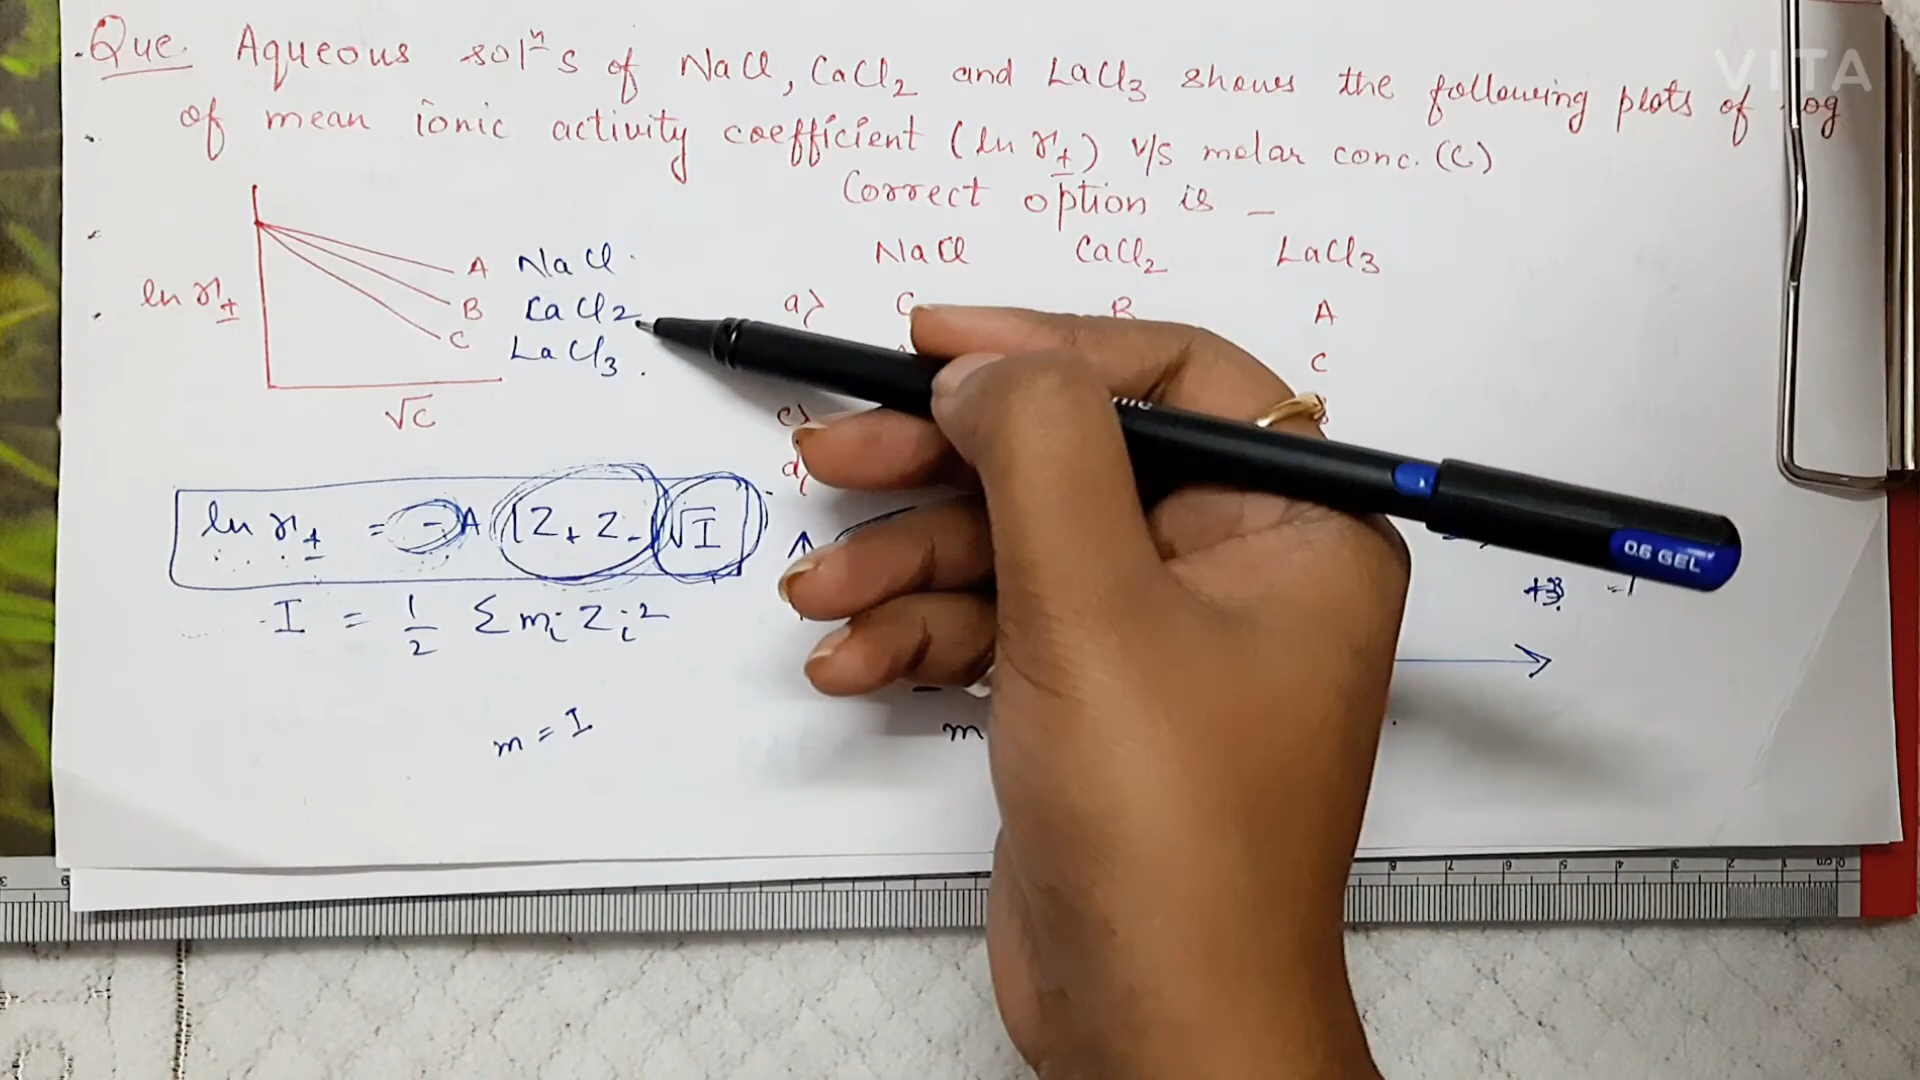 Que. Aqueous solⁿs of NaCl, CaCl2 and LaCl3 shows the following plots of log
of mean ionic activity coefficient (ln γ±) v/s molar conc. (C)
Correct option is _
NaCl CaCl2 LaCl3
a) C B A
C
c)
d)
ln γ±
A NaCl.
B CaCl2
C LaCl3.
√C
ln γ± = -A |Z+ Z-| √I
I = 1/2 Σ mi Zi²
m = I
m
+3 -1
0.6 GEL
VITA